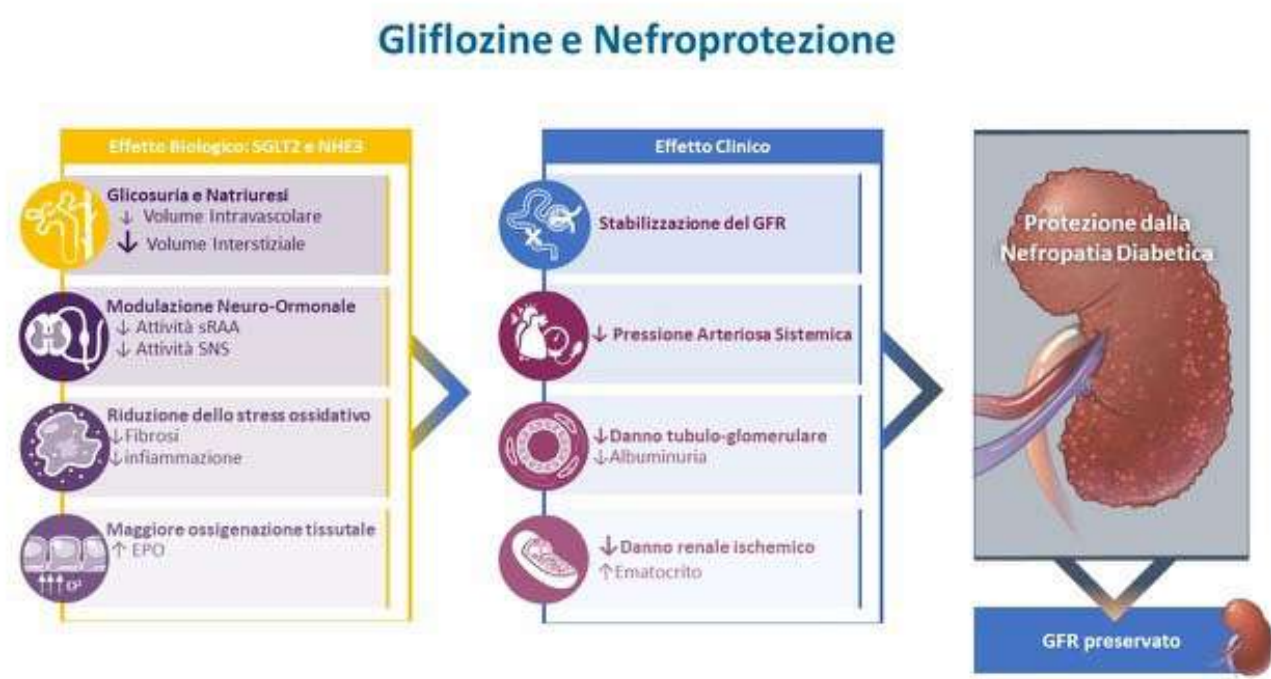 Gliflozine e Nefroprotezione
Effetto Biologico: SGLT2 e NHE3
Glicosuria e Natriuresi
↓ Volume Intravascolare
↓ Volume Interstiziale
Modulazione Neuro-Ormonale
↓ Attività sRAA
↓ Attività SNS
Riduzione dello stress ossidativo
↓Fibrosi
↓infiammazione
Maggiore ossigenazione tissutale
↑ EPO
↑↑↑ O²
Effetto Clinico
Stabilizzazione del GFR
↓ Pressione Arteriosa Sistemica
↓Danno tubulo-glomerulare
↓Albuminuria
↓Danno renale ischemico
↑Ematocrito
Protezione dalla
Nefropatia Diabetica
GFR preservato